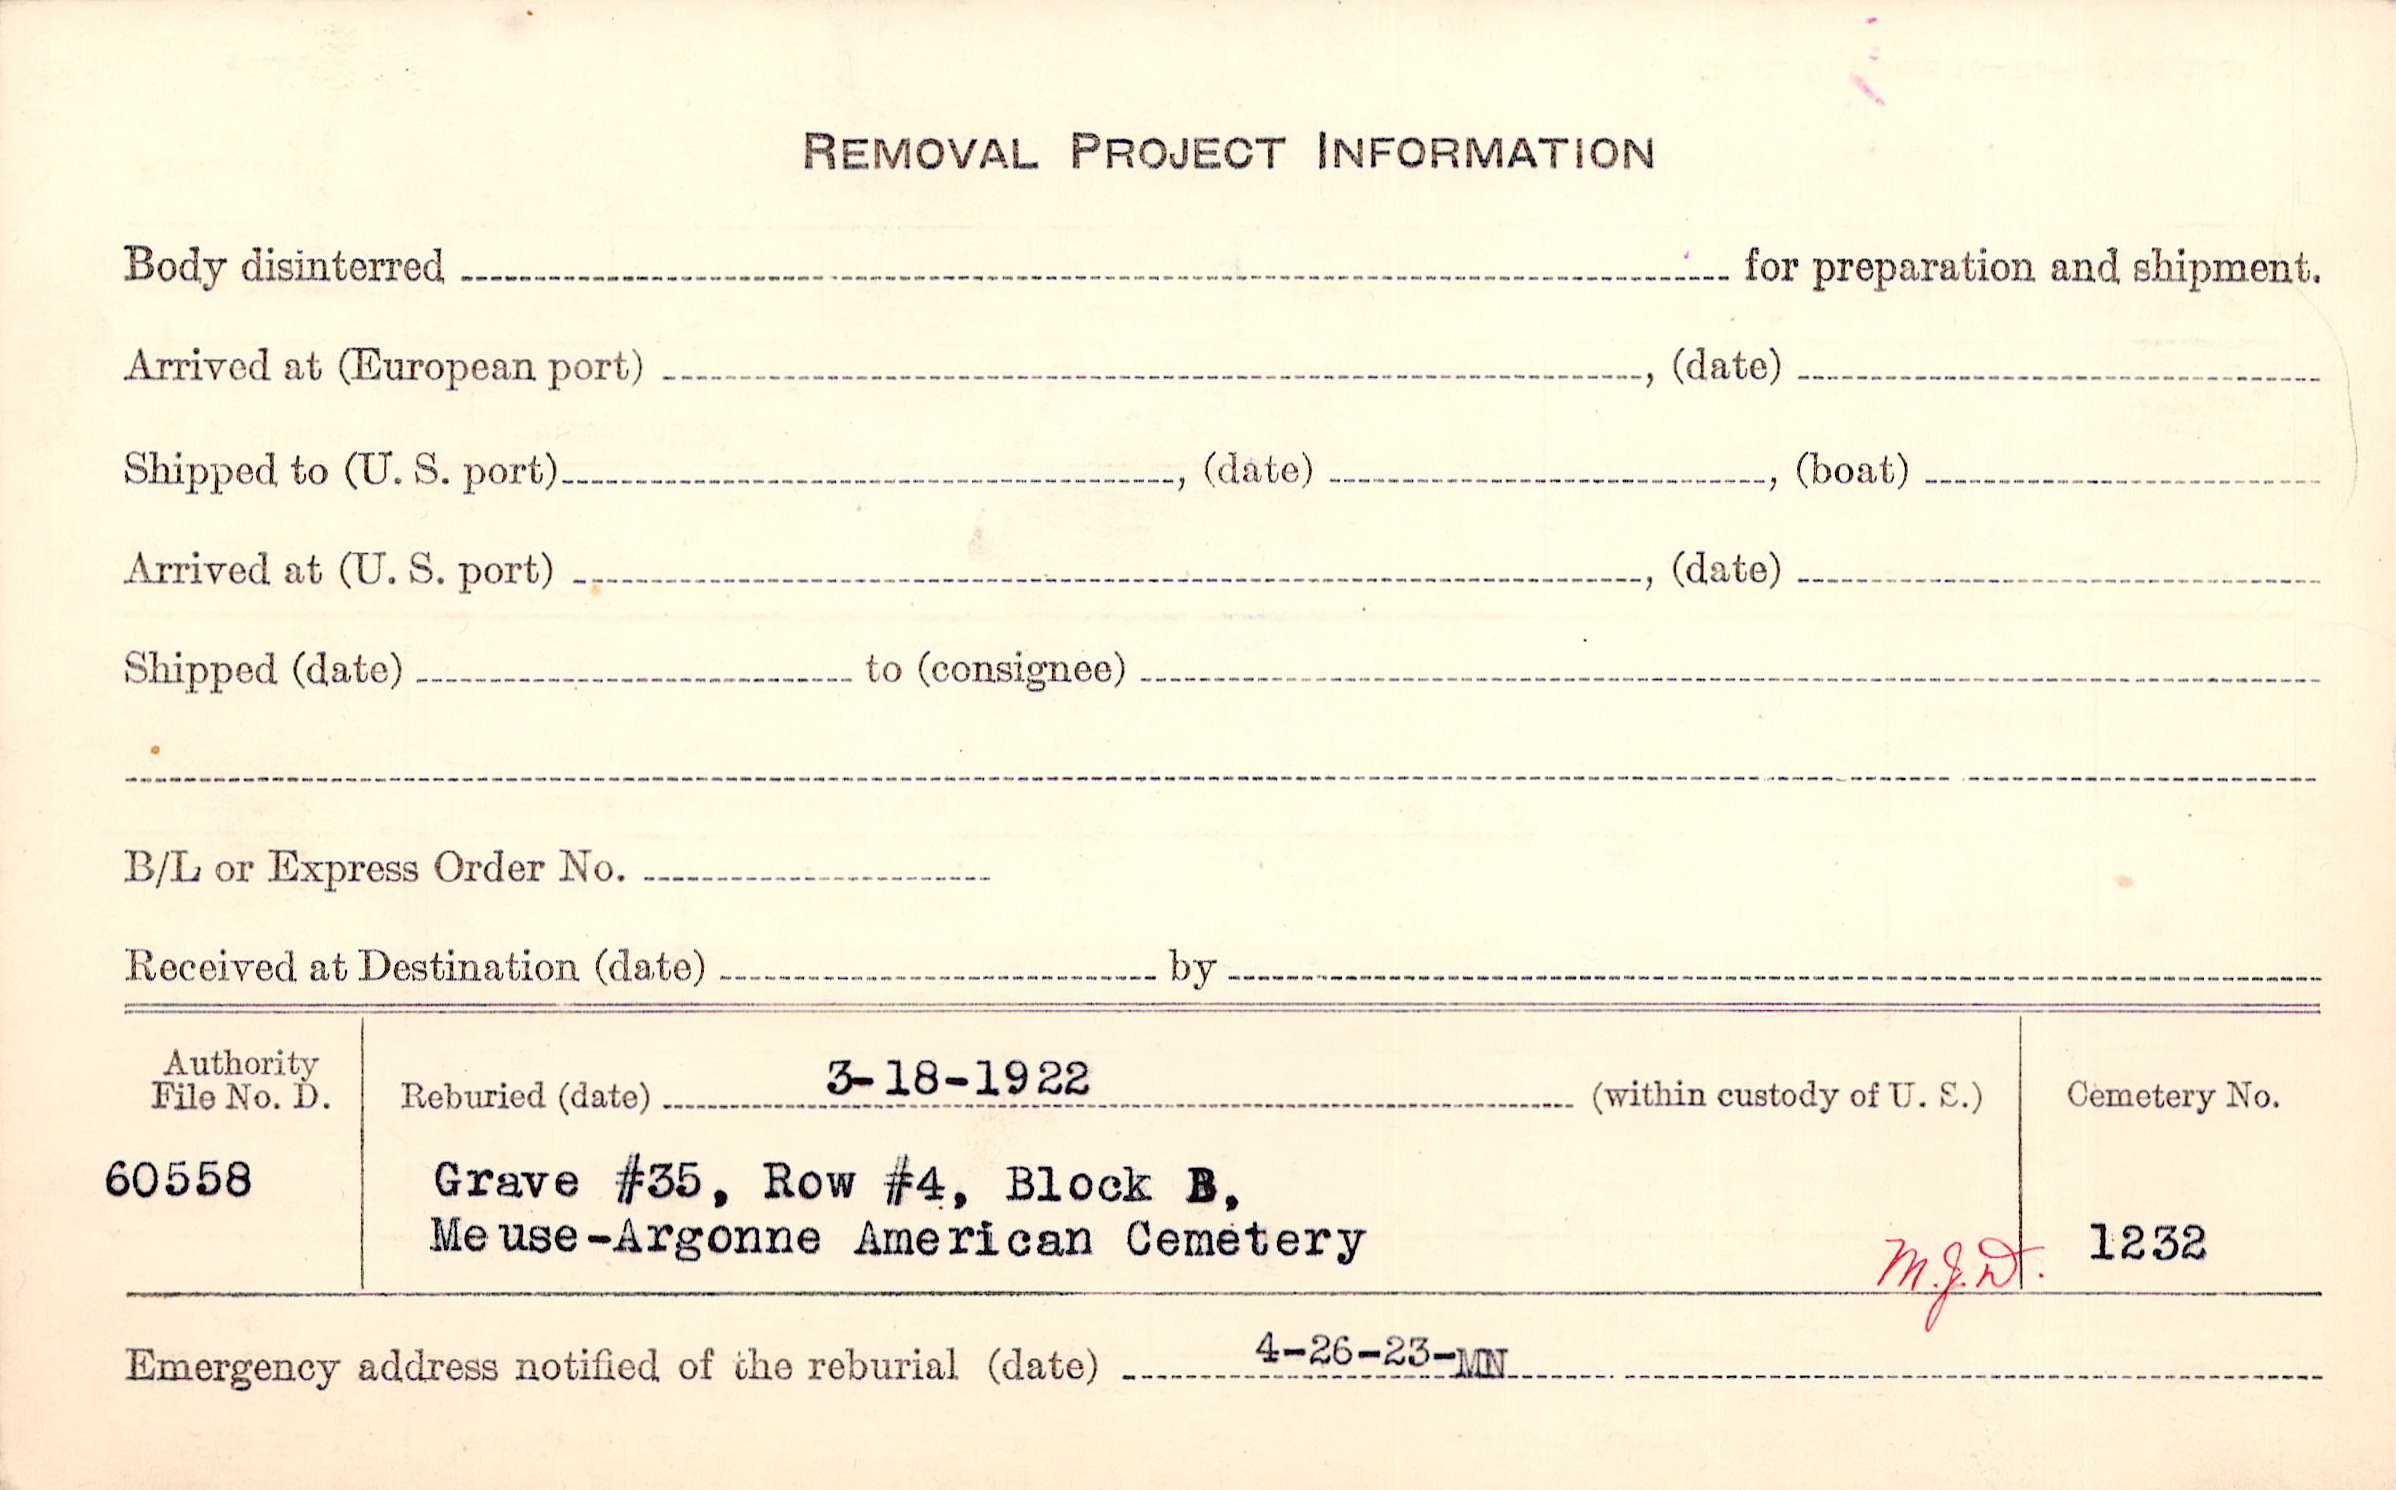 REMOVAL PROJECT INFORMATION
Body disinterred for preparation and shipment.
Arrived at (European port) , (date)
Shipped to (U. S. port) , (date) , (boat)
Arrived at (U. S. port) , (date)
Shipped (date) to (consignee)
B/L or Express Order No.
Received at Destination (date) by
Authority
File No. D.
60558
Reburied (date) 3-18-1922 (within custody of U. S.)
Grave #35, Row #4, Block B,
Meuse-Argonne American Cemetery
M.J.D.
Cemetery No.
1232
Emergency address notified of the reburial (date) 4-26-23-MN